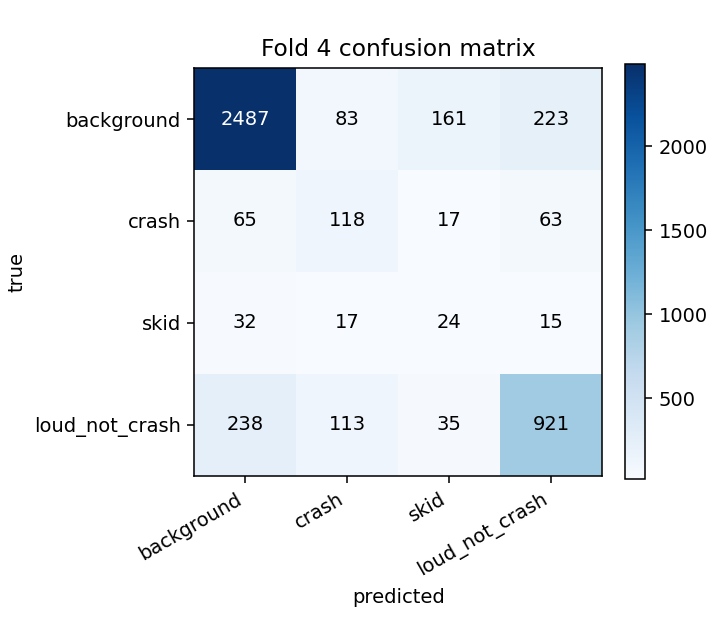 Fold 4 confusion matrix
background 2487 83 161 223
crash 65 118 17 63
skid 32 17 24 15
loud_not_crash 238 113 35 921
background crash skid loud_not_crash
predicted
true
2000
1500
1000
500